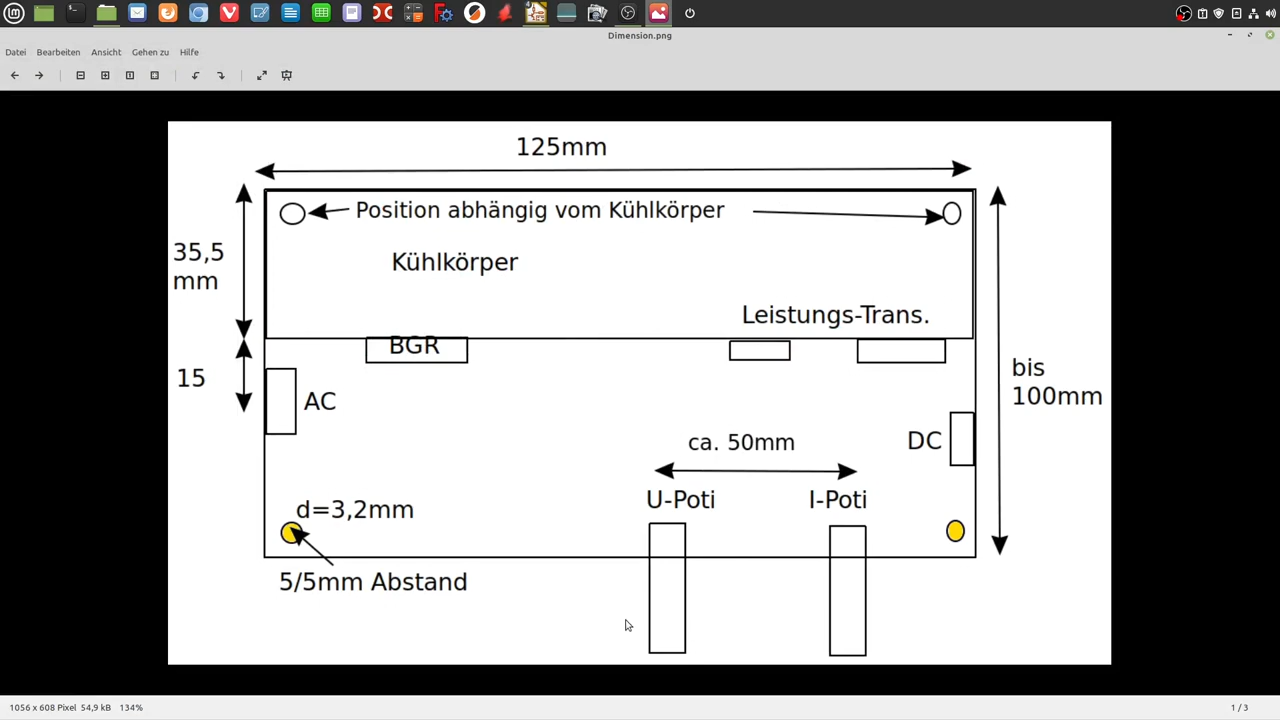 Dimension.png
Datei Bearbeiten Ansicht Gehen zu Hilfe
125mm
Position abhängig vom Kühlkörper
35,5
mm
Kühlkörper
Leistungs-Trans.
BGR
15
AC
bis
100mm
DC
ca. 50mm
U-Poti
I-Poti
d=3,2mm
5/5mm Abstand
1056 x 608 Pixel 54,9 kB 134%
1 / 3